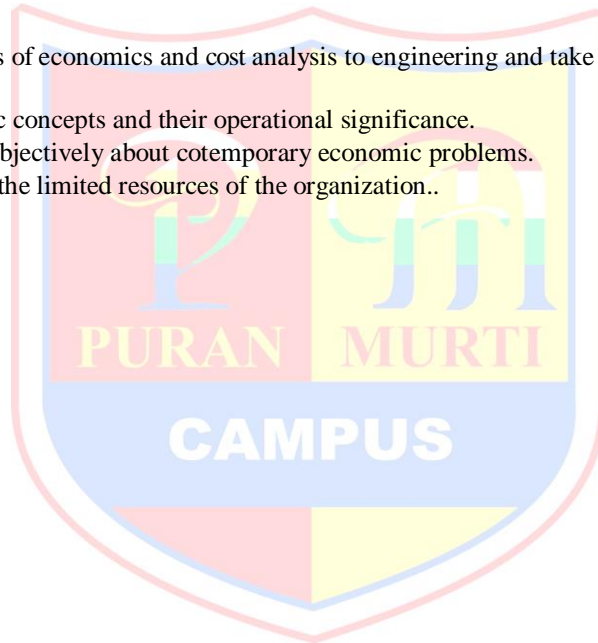 s of economics and cost analysis to engineering and take
c concepts and their operational significance.
bjectively about cotemporary economic problems.
the limited resources of the organization..
PURAN MURTI
CAMPUS